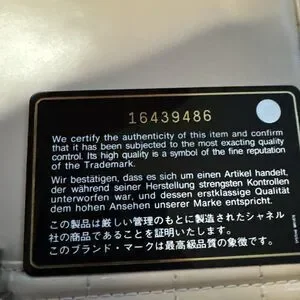 16439486
We certify the authenticity of this item and confirm
that it has been subjected to the most exacting quality
control. Its high quality is a symbol of the fine reputation
of the Trademark.
Wir bestätigen, dass es sich um einen Artikel handelt,
der während seiner Herstellung strengsten Kontrollen
unterworfen war, und dessen erstklassige Qualität
dem hohen Ansehen unserer Marke entspricht.
この製品は厳しい管理のもとに製造されたシャネル
社の商品であることを証明いたします。
このブランド・マークは最高級品質の象徴です。